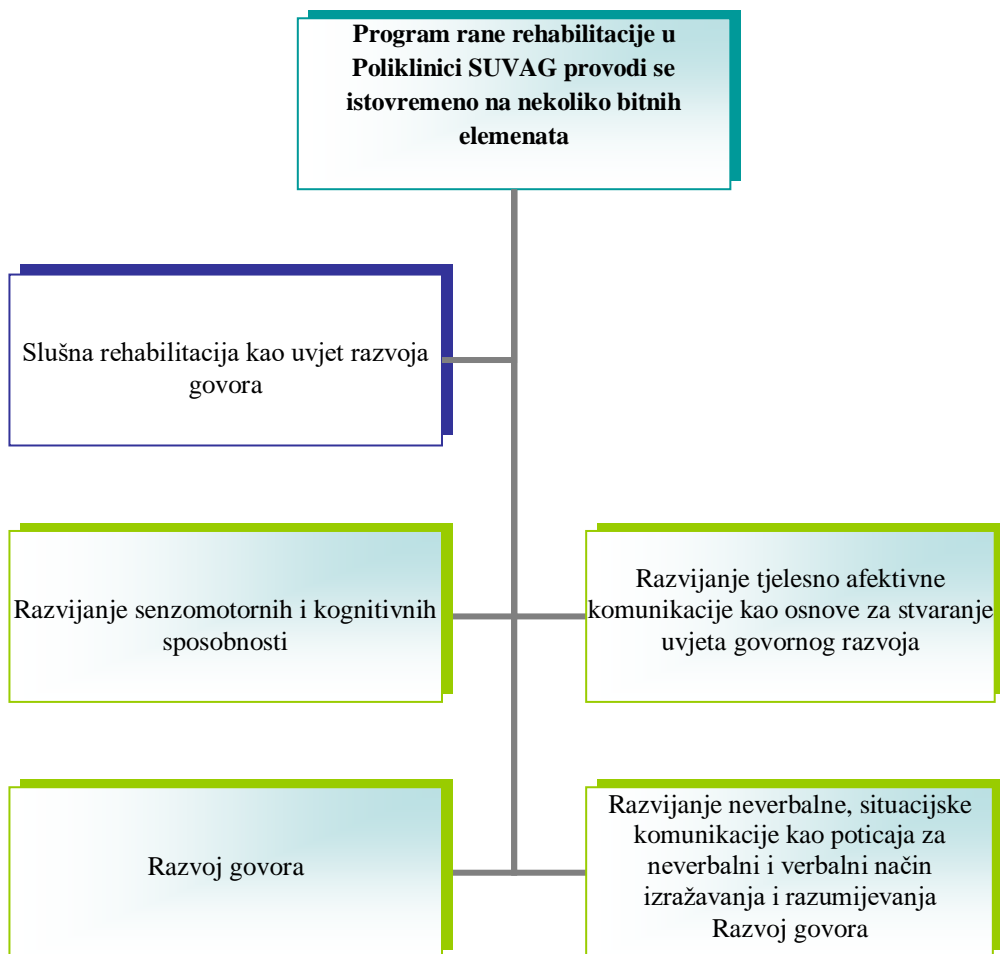 Program rane rehabilitacije u
Poliklinici SUVAG provodi se
istovremeno na nekoliko bitnih
elemenata
Slušna rehabilitacija kao uvjet razvoja
govora
Razvijanje senzomotornih i kognitivnih
sposobnosti
Razvijanje tjelesno afektivne
komunikacije kao osnove za stvaranje
uvjeta govornog razvoja
Razvoj govora
Razvijanje neverbalne, situacijske
komunikacije kao poticaja za
neverbalni i verbalni način
izražavanja i razumijevanja
Razvoj govora